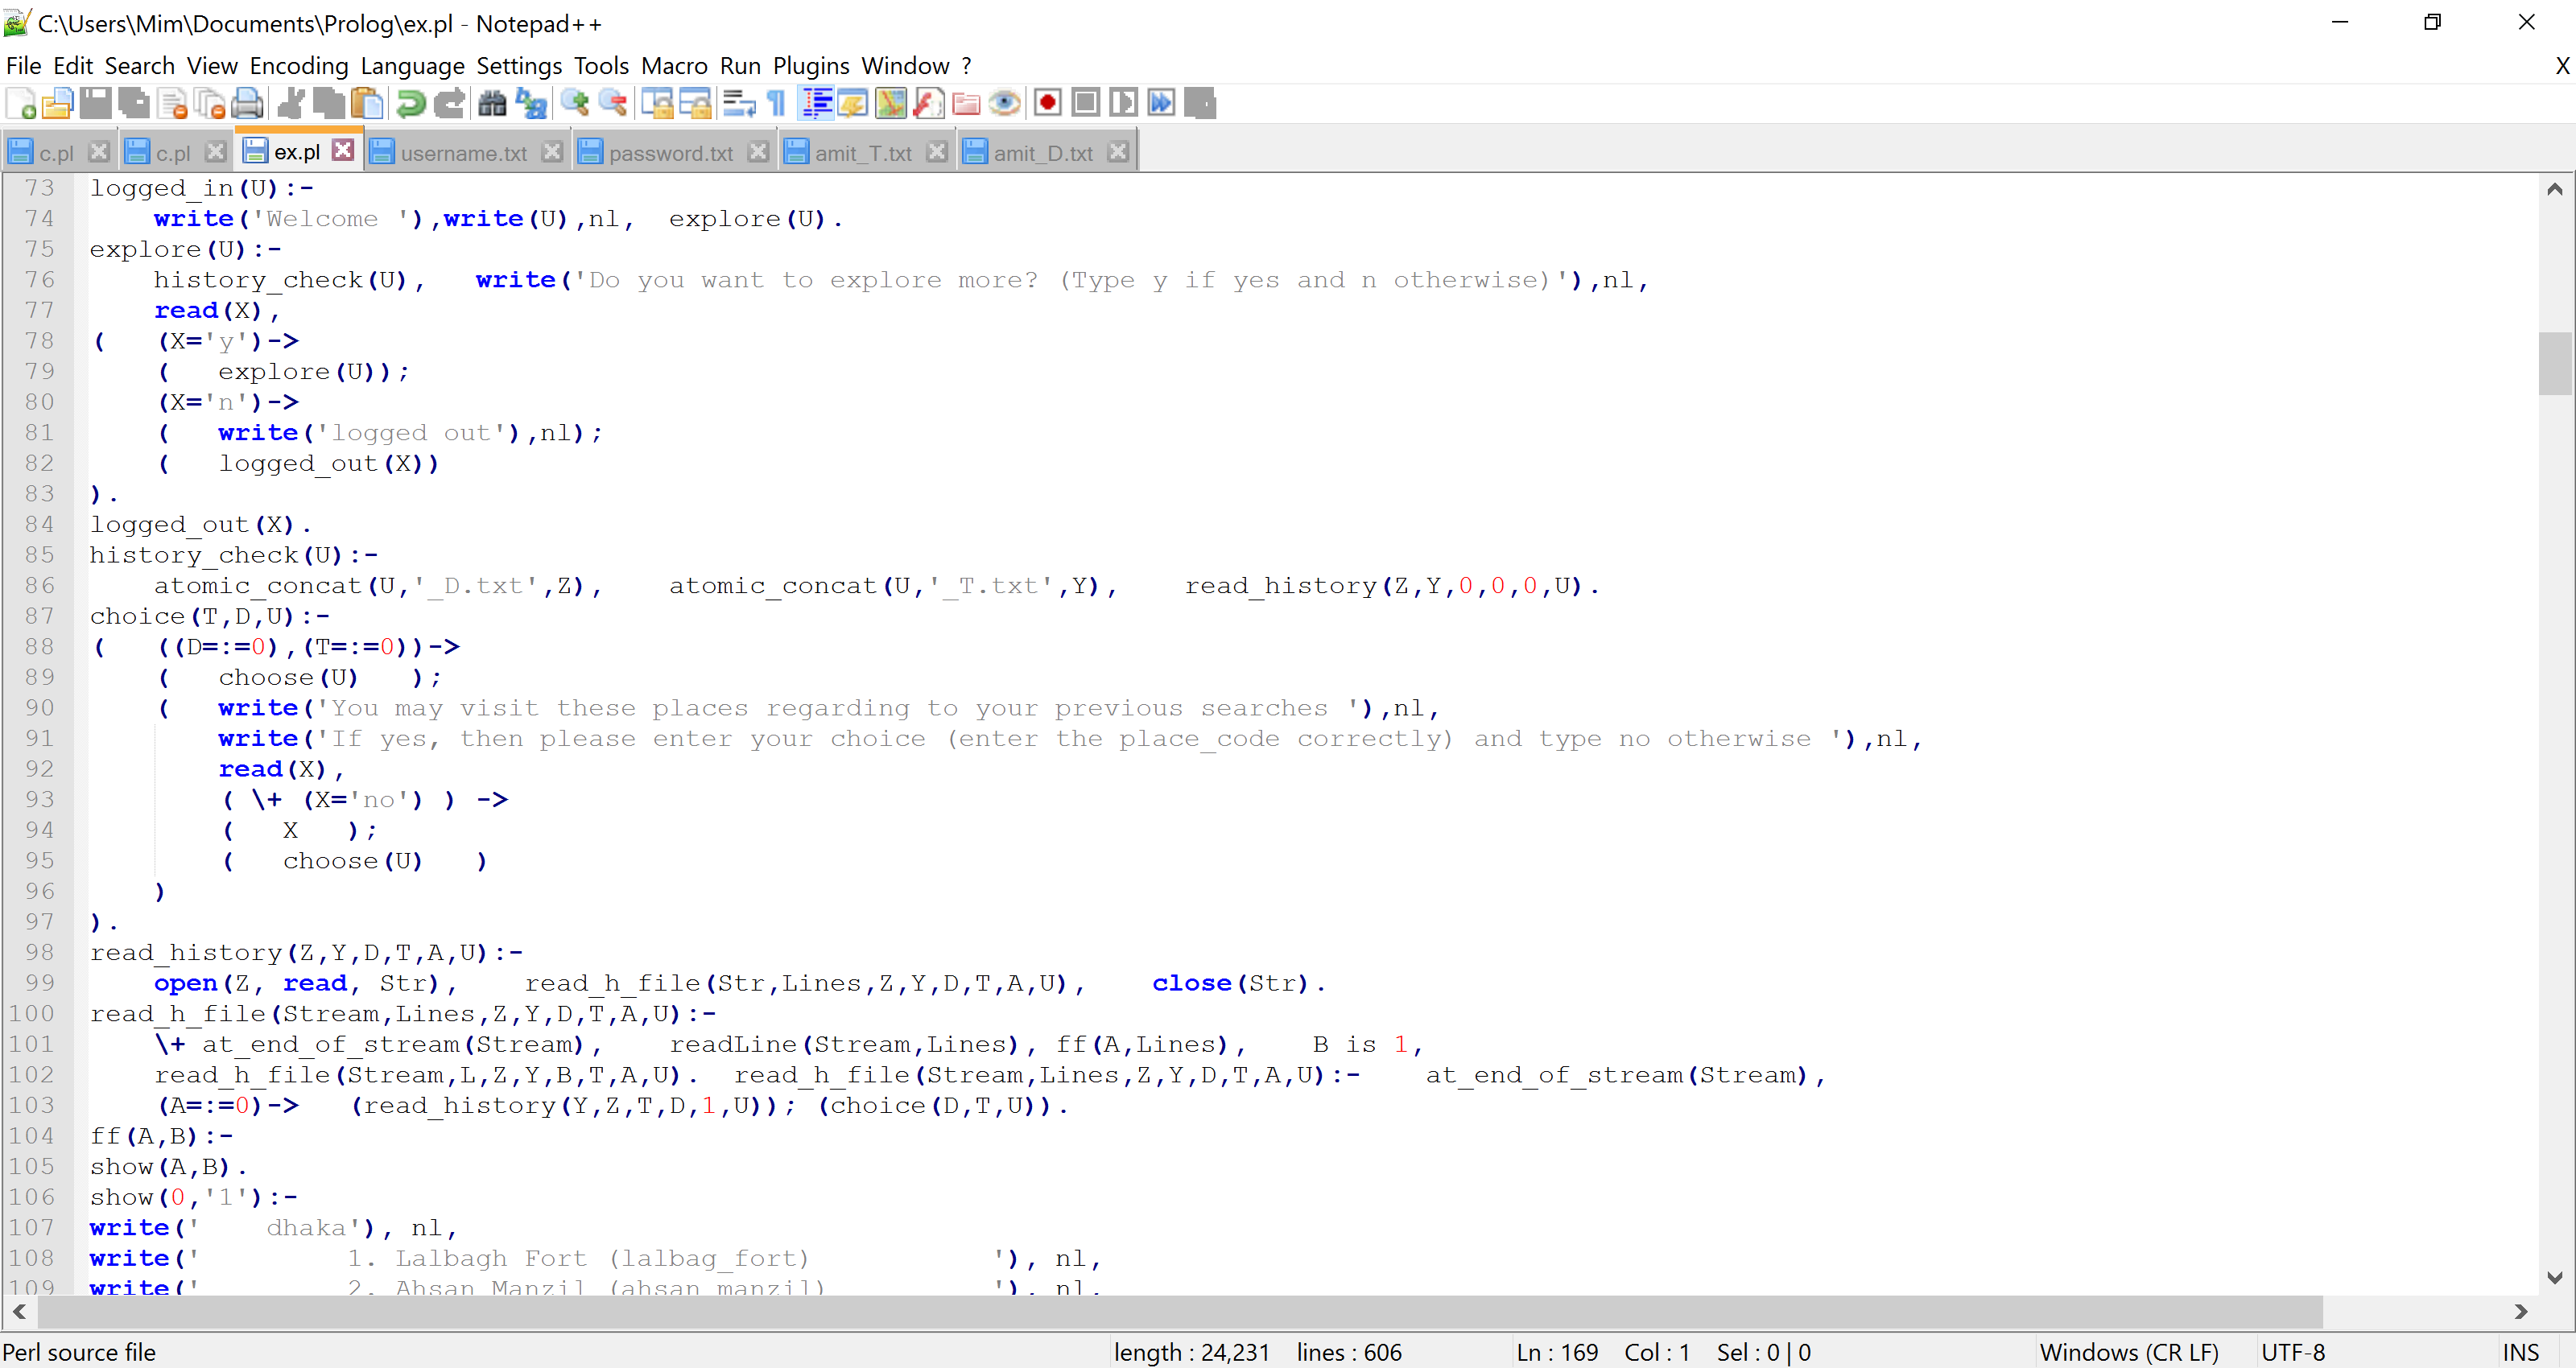 C:\Users\Mim\Documents\Prolog\ex.pl - Notepad++
File Edit Search View Encoding Language Settings Tools Macro Run Plugins Window ? X
c.pl c.pl ex.pl username.txt password.txt amit_T.txt amit_D.txt
73 logged_in(U):-
74     write('Welcome '),write(U),nl,  explore(U).
75 explore(U):-
76     history_check(U),   write('Do you want to explore more? (Type y if yes and n otherwise)'),nl,
77     read(X),
78 (   (X='y')->
79     (   explore(U));
80     (X='n')->
81     (   write('logged out'),nl);
82     (   logged_out(X))
83 ).
84 logged_out(X).
85 history_check(U):-
86     atomic_concat(U,'_D.txt',Z),    atomic_concat(U,'_T.txt',Y),    read_history(Z,Y,0,0,0,U).
87 choice(T,D,U):-
88 (   ((D=:=0),(T=:=0))->
89     (   choose(U)   );
90     (   write('You may visit these places regarding to your previous searches '),nl,
91         write('If yes, then please enter your choice (enter the place_code correctly) and type no otherwise '),nl,
92         read(X),
93         ( \+ (X='no') ) ->
94         (   X   );
95         (   choose(U)   )
96     )
97 ).
98 read_history(Z,Y,D,T,A,U):-
99     open(Z, read, Str),    read_h_file(Str,Lines,Z,Y,D,T,A,U),    close(Str).
100 read_h_file(Stream,Lines,Z,Y,D,T,A,U):-
101     \+ at_end_of_stream(Stream),    readLine(Stream,Lines), ff(A,Lines),    B is 1,
102     read_h_file(Stream,L,Z,Y,B,T,A,U).  read_h_file(Stream,Lines,Z,Y,D,T,A,U):-    at_end_of_stream(Stream),
103     (A=:=0)->   (read_history(Y,Z,T,D,1,U)); (choice(D,T,U)).
104 ff(A,B):-
105 show(A,B).
106 show(0,'1'):-
107 write('    dhaka'), nl,
108 write('         1. Lalbagh Fort (lalbag_fort)           '), nl,
109 write('         2. Ahsan Manzil (ahsan_manzil)          '), nl,
Perl source file length : 24,231 lines : 606 Ln : 169 Col : 1 Sel : 0 | 0 Windows (CR LF) UTF-8 INS